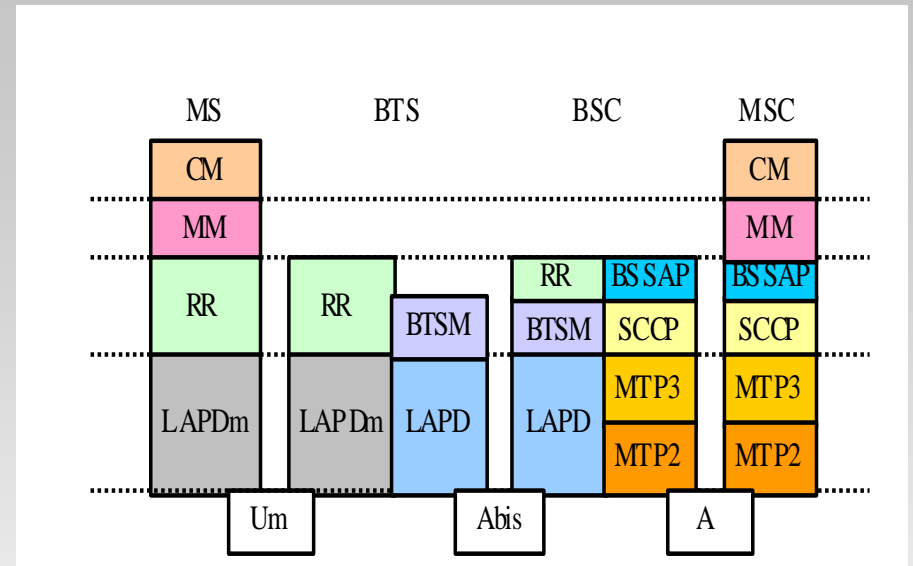 MS BTS BSC MSC
CM CM
MM MM
RR BSSAP BSSAP
RR RR
BTSM BTSM SCCP SCCP
MTP3 MTP3
LAPDm LAPDm LAPD LAPD
MTP2 MTP2
Um Abis A